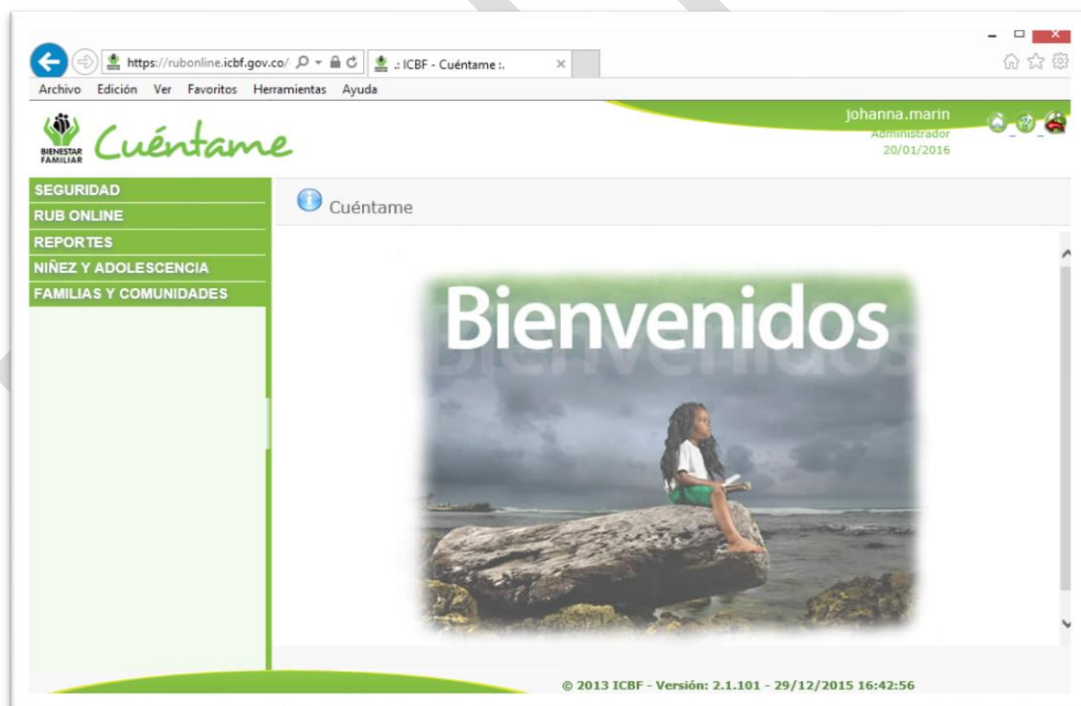 https://rubonline.icbf.gov.co/
.: ICBF - Cuéntame :.
Archivo Edición Ver Favoritos Herramientas Ayuda
BIENESTAR
FAMILIAR
Cuéntame
johanna.marin
Administrador
20/01/2016
SEGURIDAD
RUB ONLINE
REPORTES
NIÑEZ Y ADOLESCENCIA
FAMILIAS Y COMUNIDADES
Cuéntame
Bienvenidos
© 2013 ICBF - Versión: 2.1.101 - 29/12/2015 16:42:56